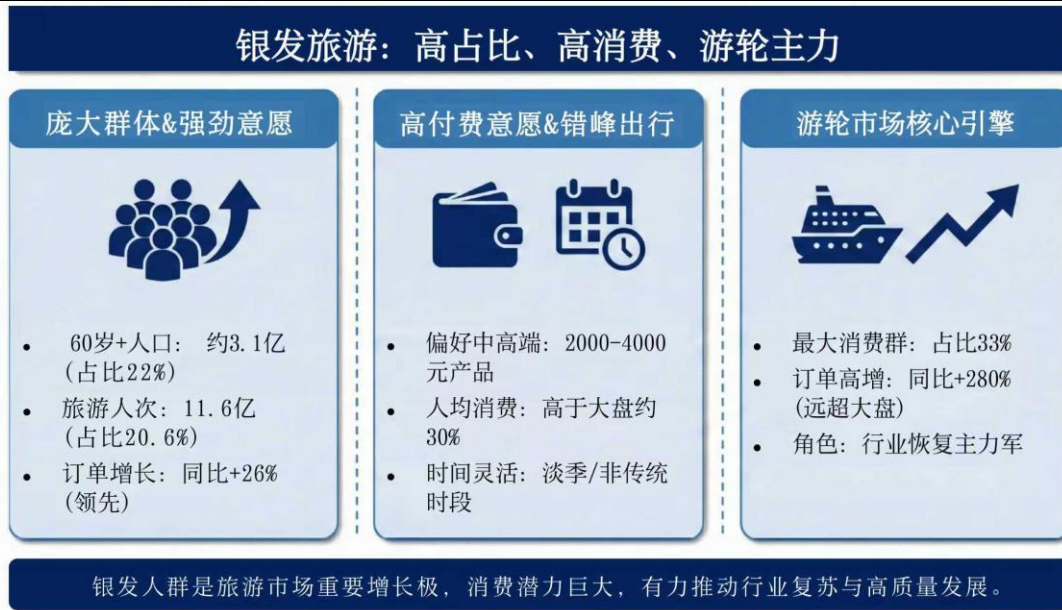 银发旅游：高占比、高消费、游轮主力
庞大群体&强劲意愿
60岁+人口： 约3.1亿
(占比22%)
旅游人次：11.6亿
(占比20.6%)
订单增长：同比+26%
(领先)
高付费意愿&错峰出行
偏好中高端：2000-4000
元产品
人均消费：高于大盘约
30%
时间灵活：淡季/非传统
时段
游轮市场核心引擎
最大消费群：占比33%
订单高增：同比+280%
(远超大盘)
角色：行业恢复主力军
银发人群是旅游市场重要增长极，消费潜力巨大，有力推动行业复苏与高质量发展。